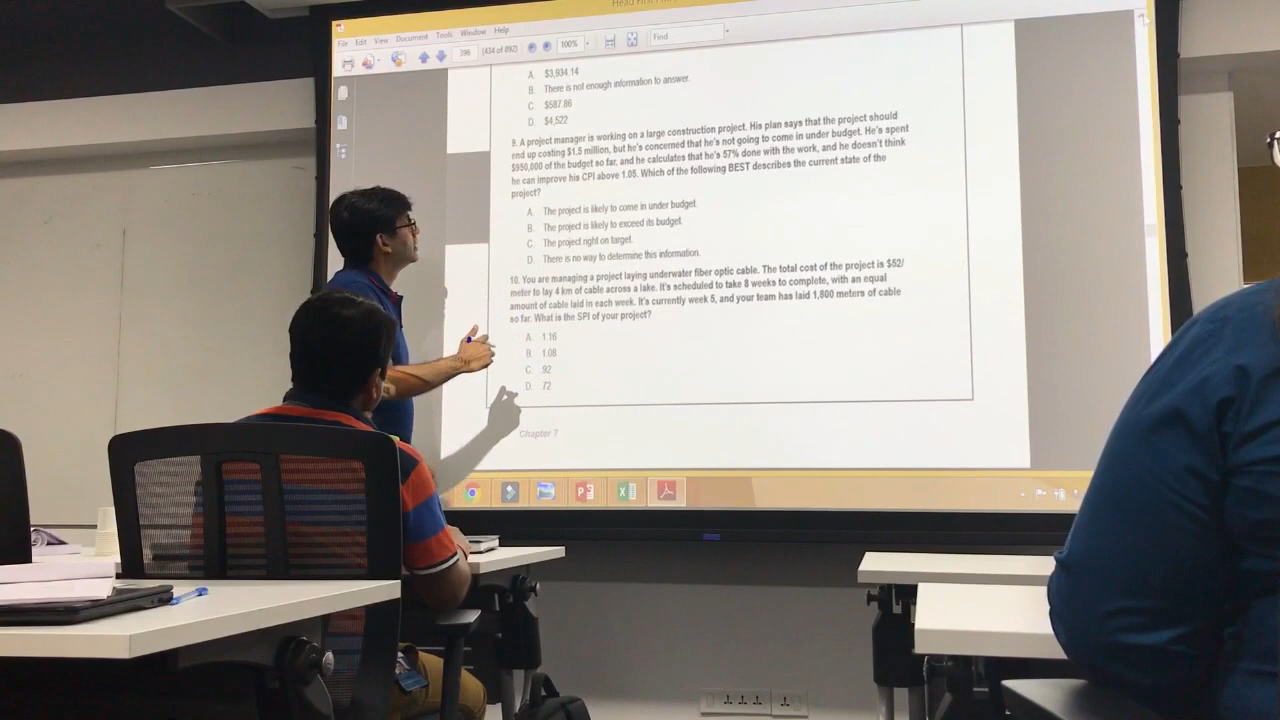 Head First
File Edit View Document Tools Window Help
396 (434 of 892) 100% Find
A. $3,934.14
B. There is not enough information to answer.
C. $587.86
D. $4,522
9. A project manager is working on a large construction project. His plan says that the project should
end up costing $1.5 million, but he's concerned that he's not going to come in under budget. He's spent
$950,000 of the budget so far, and he calculates that he's 57% done with the work, and he doesn't think
he can improve his CPI above 1.05. Which of the following BEST describes the current state of the
project?
A. The project is likely to come in under budget.
B. The project is likely to exceed its budget.
C. The project right on target.
D. There is no way to determine this information.
10. You are managing a project laying underwater fiber optic cable. The total cost of the project is $52/
meter to lay 4 km of cable across a lake. It's scheduled to take 8 weeks to complete, with an equal
amount of cable laid in each week. It's currently week 5, and your team has laid 1,800 meters of cable
so far. What is the SPI of your project?
A. 1.16
B. 1.08
C. .92
D. .72
Chapter 7